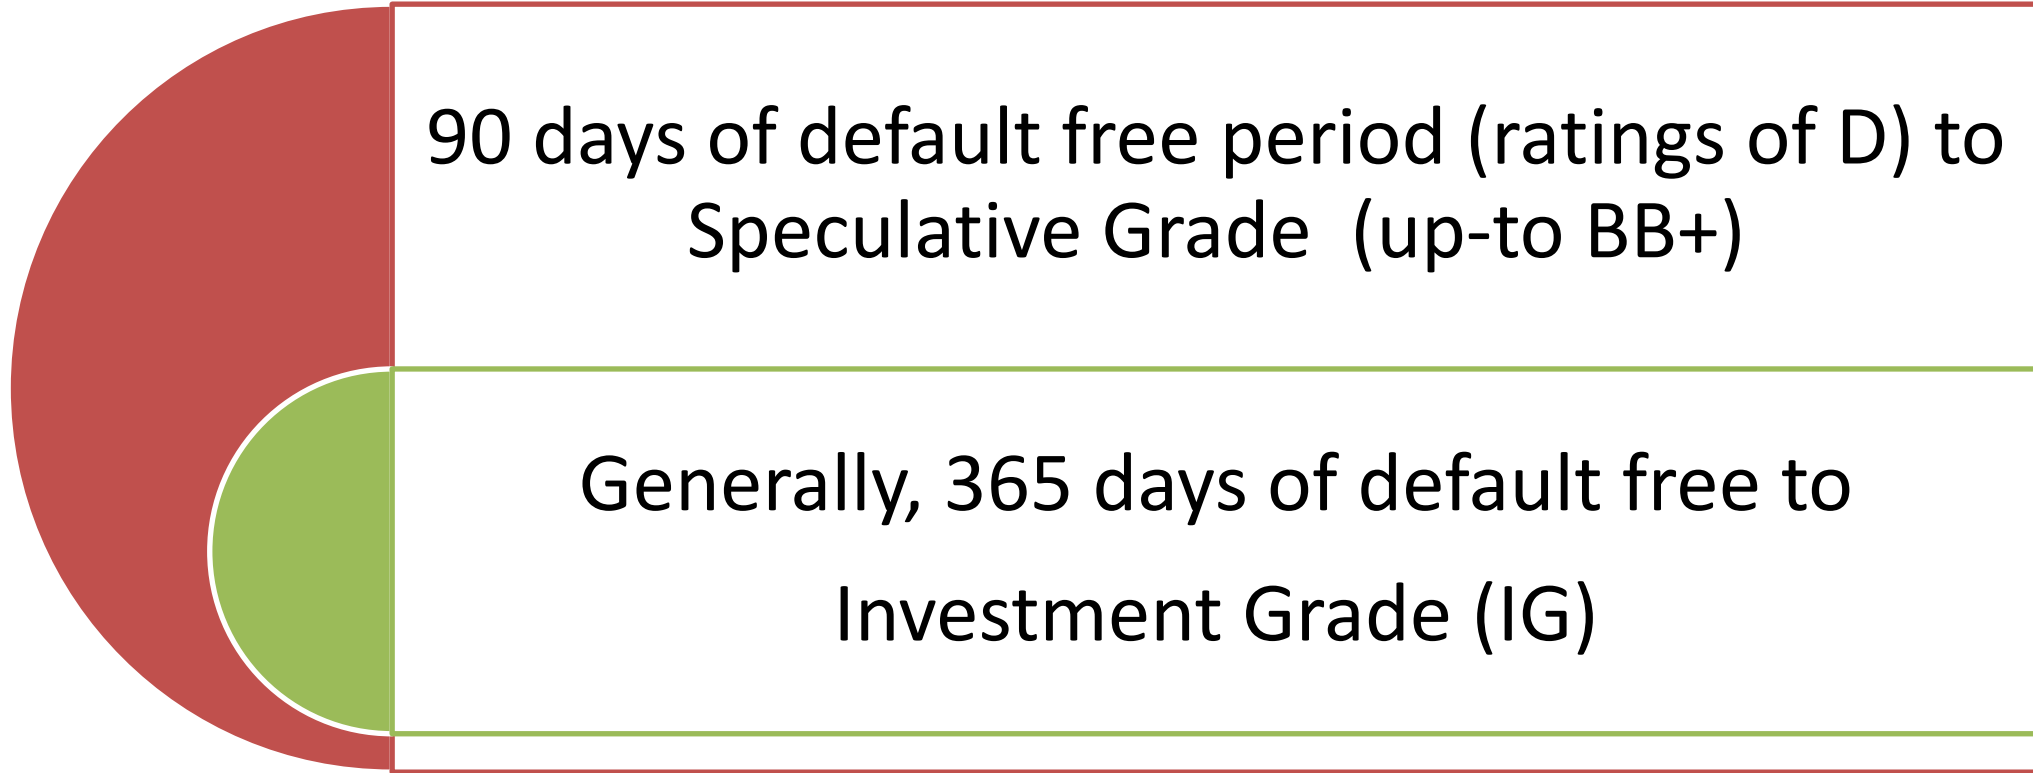 90 days of default free period (ratings of D) to
Speculative Grade  (up-to BB+)
Generally, 365 days of default free to
Investment Grade (IG)